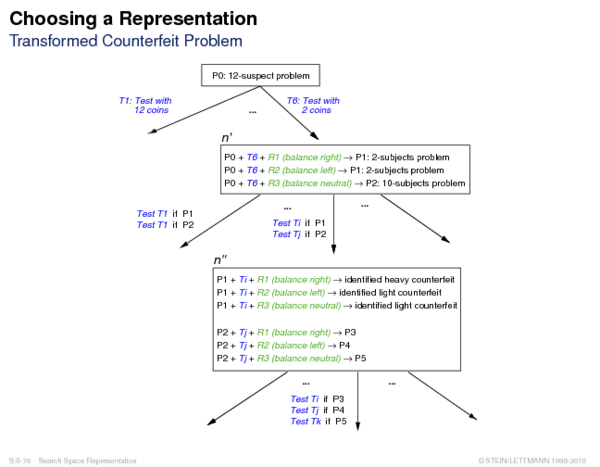 Choosing a Representation
Transformed Counterfeit Problem
P0: 12-suspect problem
T1: Test with
12 coins
...
T6: Test with
2 coins
n'
P0 + T6 + R1 (balance right) → P1: 2-subjects problem
P0 + T6 + R2 (balance left) → P1: 2-subjects problem
P0 + T6 + R3 (balance neutral) → P2: 10-subjects problem
Test T1 if P1
Test T1 if P2
...
Test Ti if P1
Test Tj if P2
...
n''
P1 + Ti + R1 (balance right) → identified heavy counterfeit
P1 + Ti + R2 (balance left) → identified light counterfeit
P1 + Ti + R3 (balance neutral) → identified light counterfeit
P2 + Tj + R1 (balance right) → P3
P2 + Tj + R2 (balance left) → P4
P2 + Tj + R3 (balance neutral) → P5
...
Test Ti if P3
Test Tj if P4
Test Tk if P5
...
S:II-76 Search Space Representation
© STEIN/LETTMANN 1998-2015